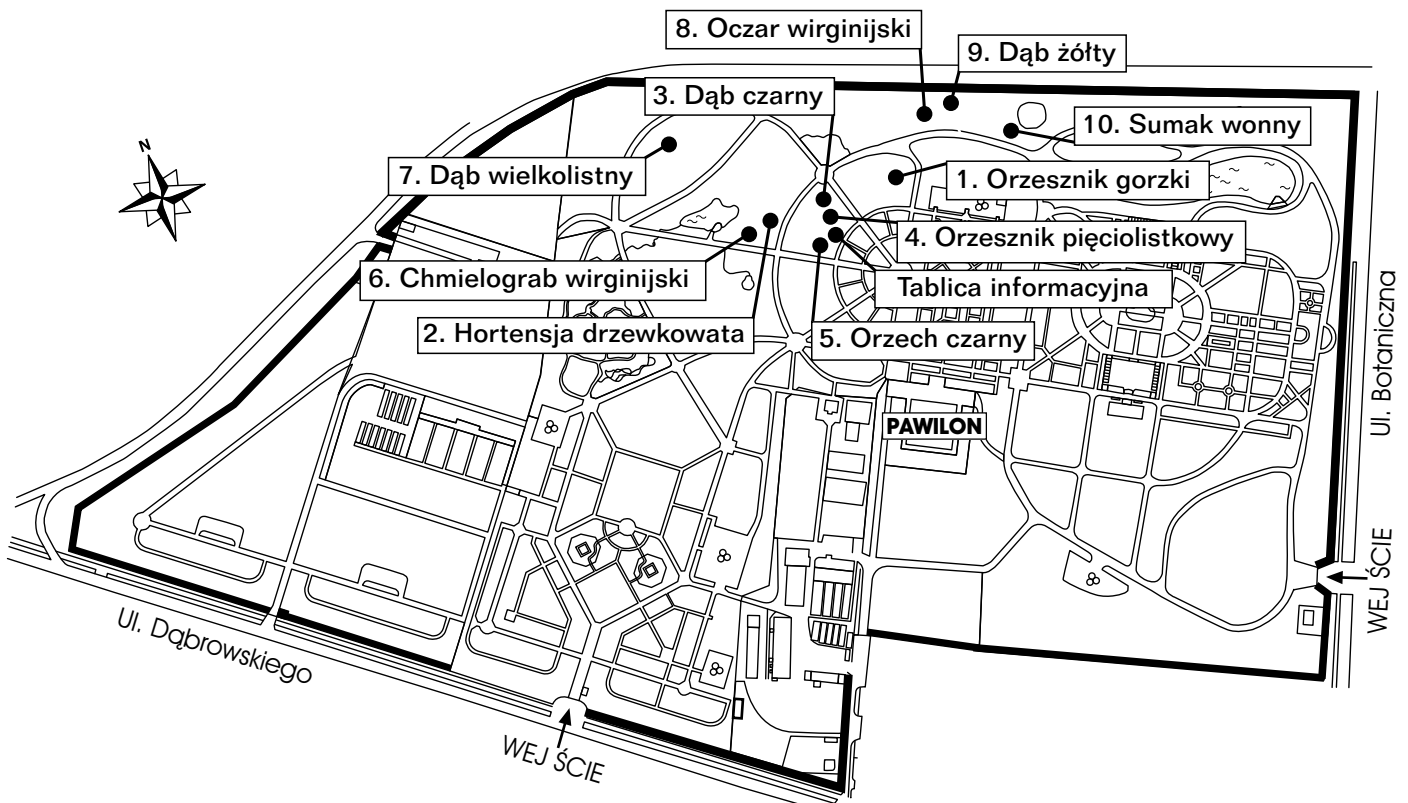 8. Oczar wirginijski
9. Dąb żółty
3. Dąb czarny
10. Sumak wonny
N
7. Dąb wielkolistny
1. Orzesznik gorzki
4. Orzesznik pięciolistkowy
6. Chmielograb wirginijski
Tablica informacyjna
2. Hortensja drzewkowata
5. Orzech czarny
Ul. Botaniczna
PAWILON
WEJ ŚCIE
Ul. Dąbrowskiego
WEJ ŚCIE